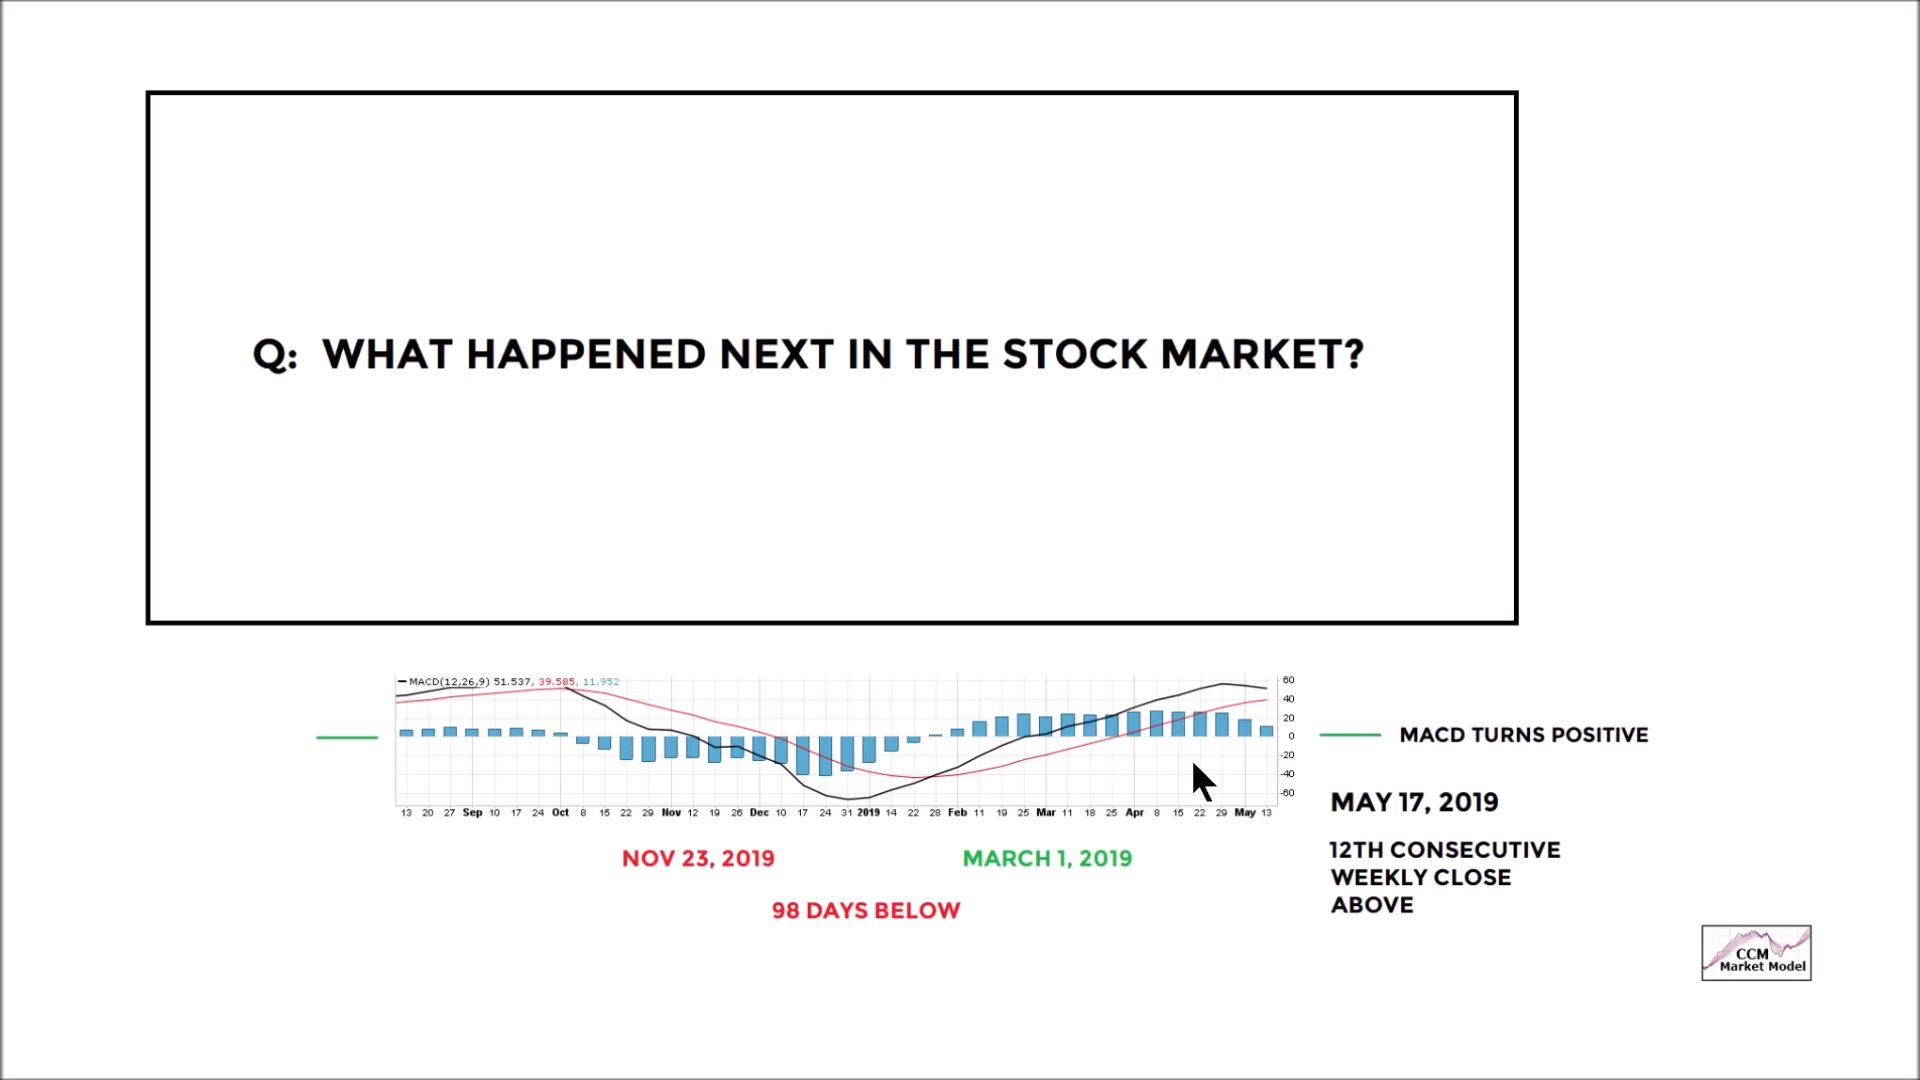 Q: WHAT HAPPENED NEXT IN THE STOCK MARKET?
MACD(12,26,9) 51.537, 39.585, 11.952
60
40
20
0
-20
-40
-60
13 20 27 Sep 10 17 24 Oct 8 15 22 29 Nov 12 19 26 Dec 10 17 24 31 2019 14 22 28 Feb 11 19 25 Mar 11 18 25 Apr 8 15 22 29 May 13
MACD TURNS POSITIVE
MAY 17, 2019
12TH CONSECUTIVE
WEEKLY CLOSE
ABOVE
NOV 23, 2019
MARCH 1, 2019
98 DAYS BELOW
CCM
Market Model